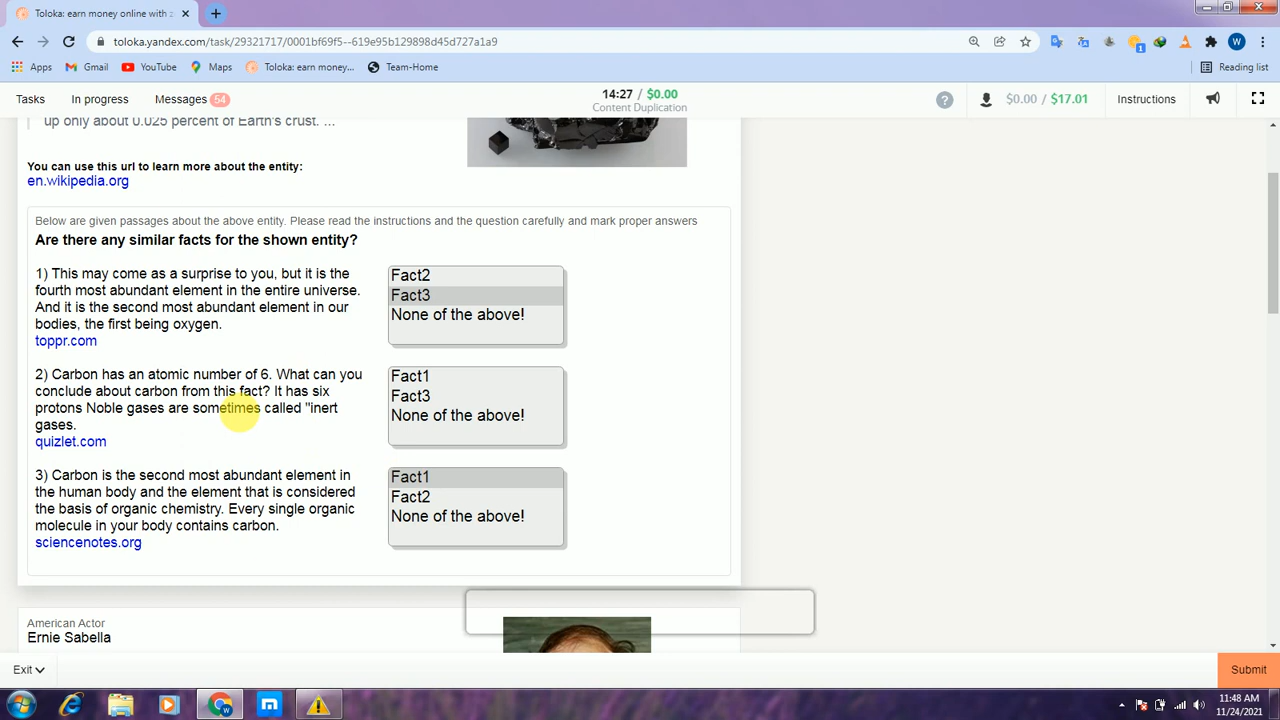 Toloka: earn money online with z
toloka.yandex.com/task/29321717/0001bf69f5--619e95b129898d45d727a1a9
Apps Gmail YouTube Maps Toloka: earn money... Team-Home Reading list
Tasks In progress Messages 54 14:27 / $0.00 $0.00 / $17.01 Instructions
Content Duplication
up only about 0.025 percent of Earth's crust. ...
You can use this url to learn more about the entity:
en.wikipedia.org
Below are given passages about the above entity. Please read the instructions and the question carefully and mark proper answers
Are there any similar facts for the shown entity?
1) This may come as a surprise to you, but it is the
fourth most abundant element in the entire universe.
And it is the second most abundant element in our
bodies, the first being oxygen.
toppr.com
Fact2
Fact3
None of the above!
2) Carbon has an atomic number of 6. What can you
conclude about carbon from this fact? It has six
protons Noble gases are sometimes called "inert
gases.
quizlet.com
Fact1
Fact3
None of the above!
3) Carbon is the second most abundant element in
the human body and the element that is considered
the basis of organic chemistry. Every single organic
molecule in your body contains carbon.
sciencenotes.org
Fact1
Fact2
None of the above!
American Actor
Ernie Sabella
Exit Submit
11:48 AM
11/24/2021